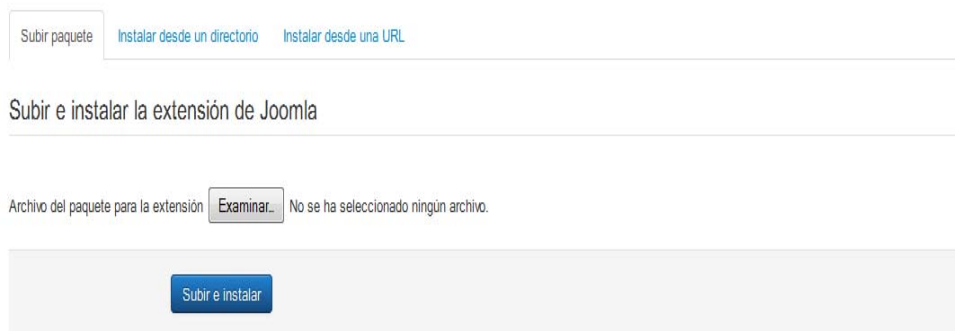 Subir paquete Instalar desde un directorio Instalar desde una URL
Subir e instalar la extensión de Joomla
Archivo del paquete para la extensión Examinar... No se ha seleccionado ningún archivo.
Subir e instalar